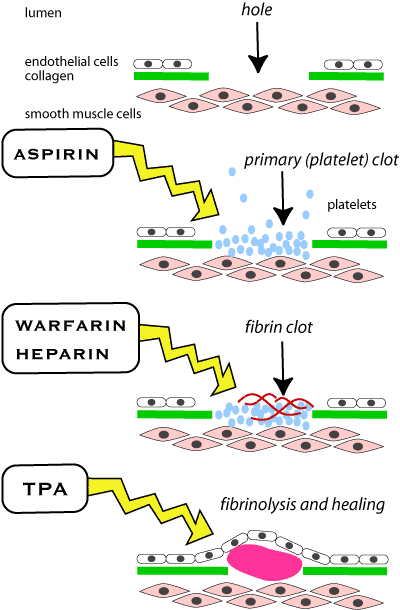 lumen
hole
endothelial cells
collagen
smooth muscle cells
ASPIRIN
primary (platelet) clot
platelets
WARFARIN
HEPARIN
fibrin clot
TPA
fibrinolysis and healing